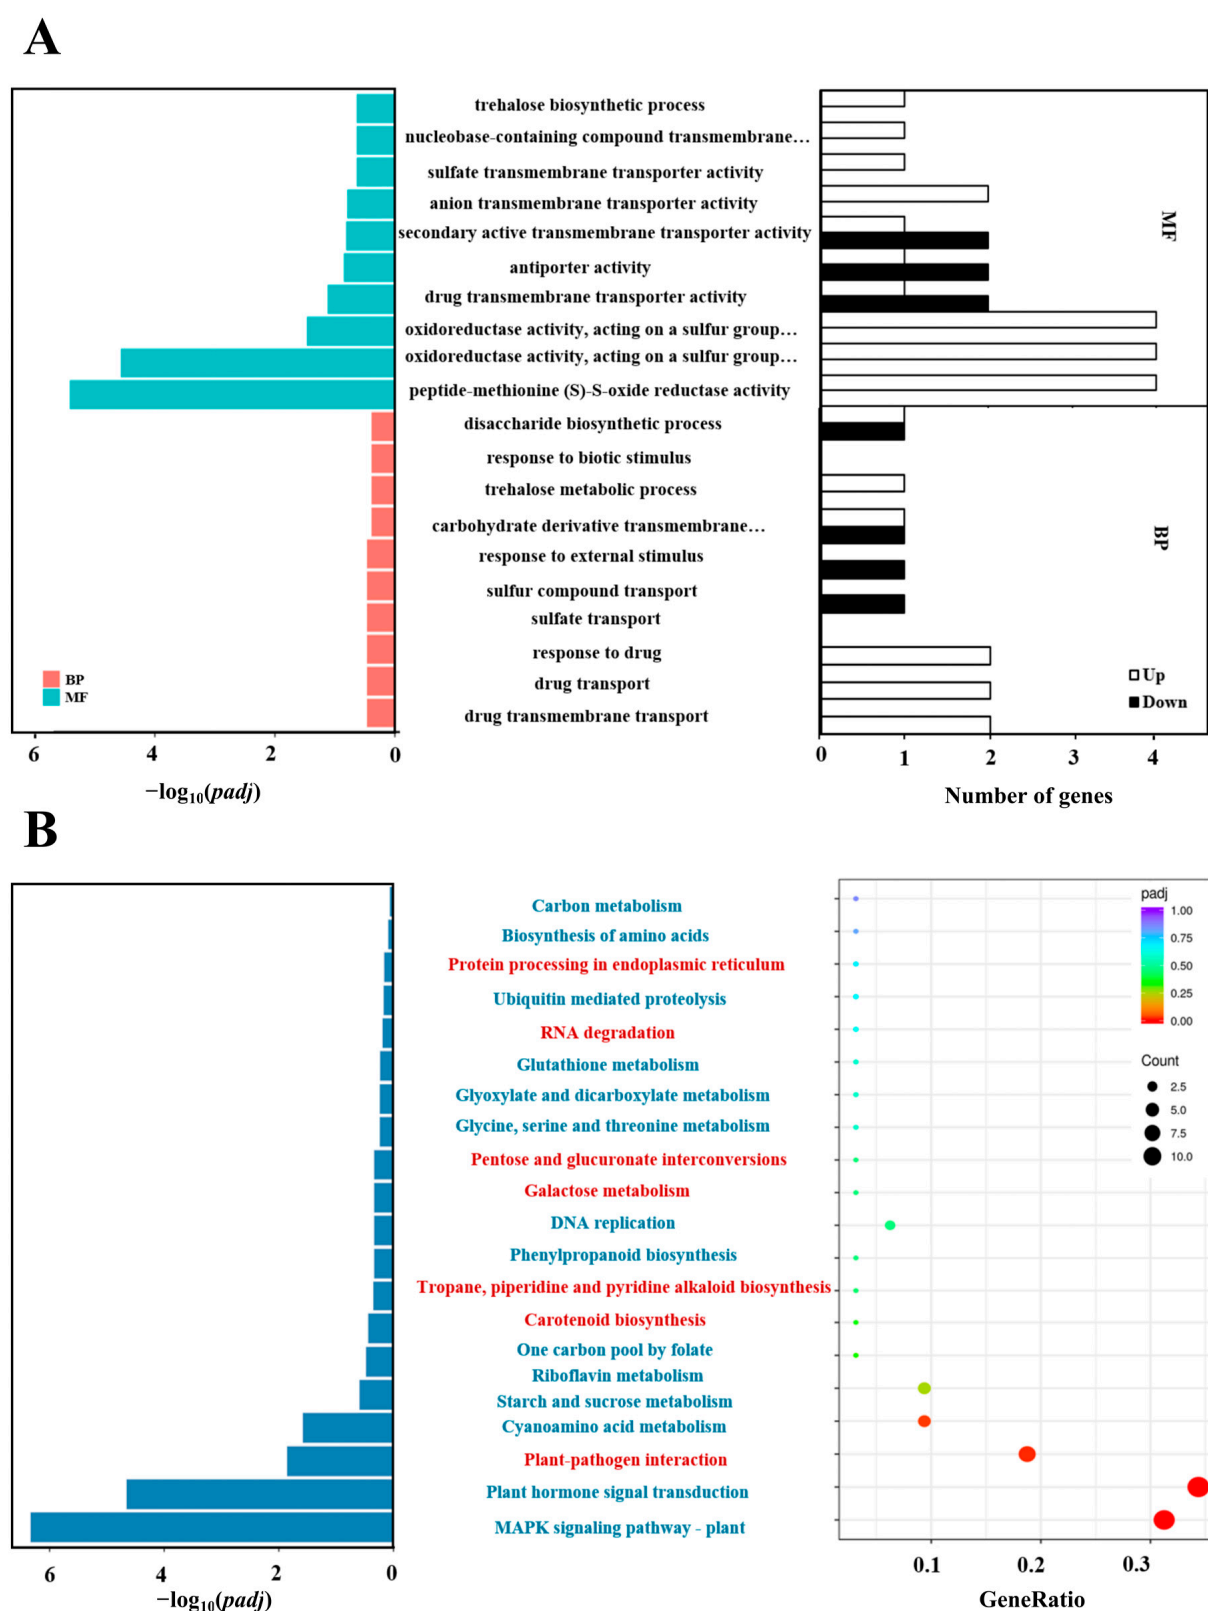 A
trehalose biosynthetic process
nucleobase-containing compound transmembrane…
sulfate transmembrane transporter activity
anion transmembrane transporter activity
secondary active transmembrane transporter activity
antiporter activity
drug transmembrane transporter activity
oxidoreductase activity, acting on a sulfur group…
oxidoreductase activity, acting on a sulfur group…
peptide-methionine (S)-S-oxide reductase activity
disaccharide biosynthetic process
response to biotic stimulus
trehalose metabolic process
carbohydrate derivative transmembrane…
response to external stimulus
sulfur compound transport
sulfate transport
response to drug
drug transport
drug transmembrane transport
BP
MF
6 4 2 0
−log10(padj)
MF
BP
Up
Down
0 1 2 3 4
Number of genes
B
Carbon metabolism
Biosynthesis of amino acids
Protein processing in endoplasmic reticulum
Ubiquitin mediated proteolysis
RNA degradation
Glutathione metabolism
Glyoxylate and dicarboxylate metabolism
Glycine, serine and threonine metabolism
Pentose and glucuronate interconversions
Galactose metabolism
DNA replication
Phenylpropanoid biosynthesis
Tropane, piperidine and pyridine alkaloid biosynthesis
Carotenoid biosynthesis
One carbon pool by folate
Riboflavin metabolism
Starch and sucrose metabolism
Cyanoamino acid metabolism
Plant-pathogen interaction
Plant hormone signal transduction
MAPK signaling pathway - plant
6 4 2 0
−log10(padj)
padj
1.00
0.75
0.50
0.25
0.00
Count
2.5
5.0
7.5
10.0
0.1 0.2 0.3
GeneRatio